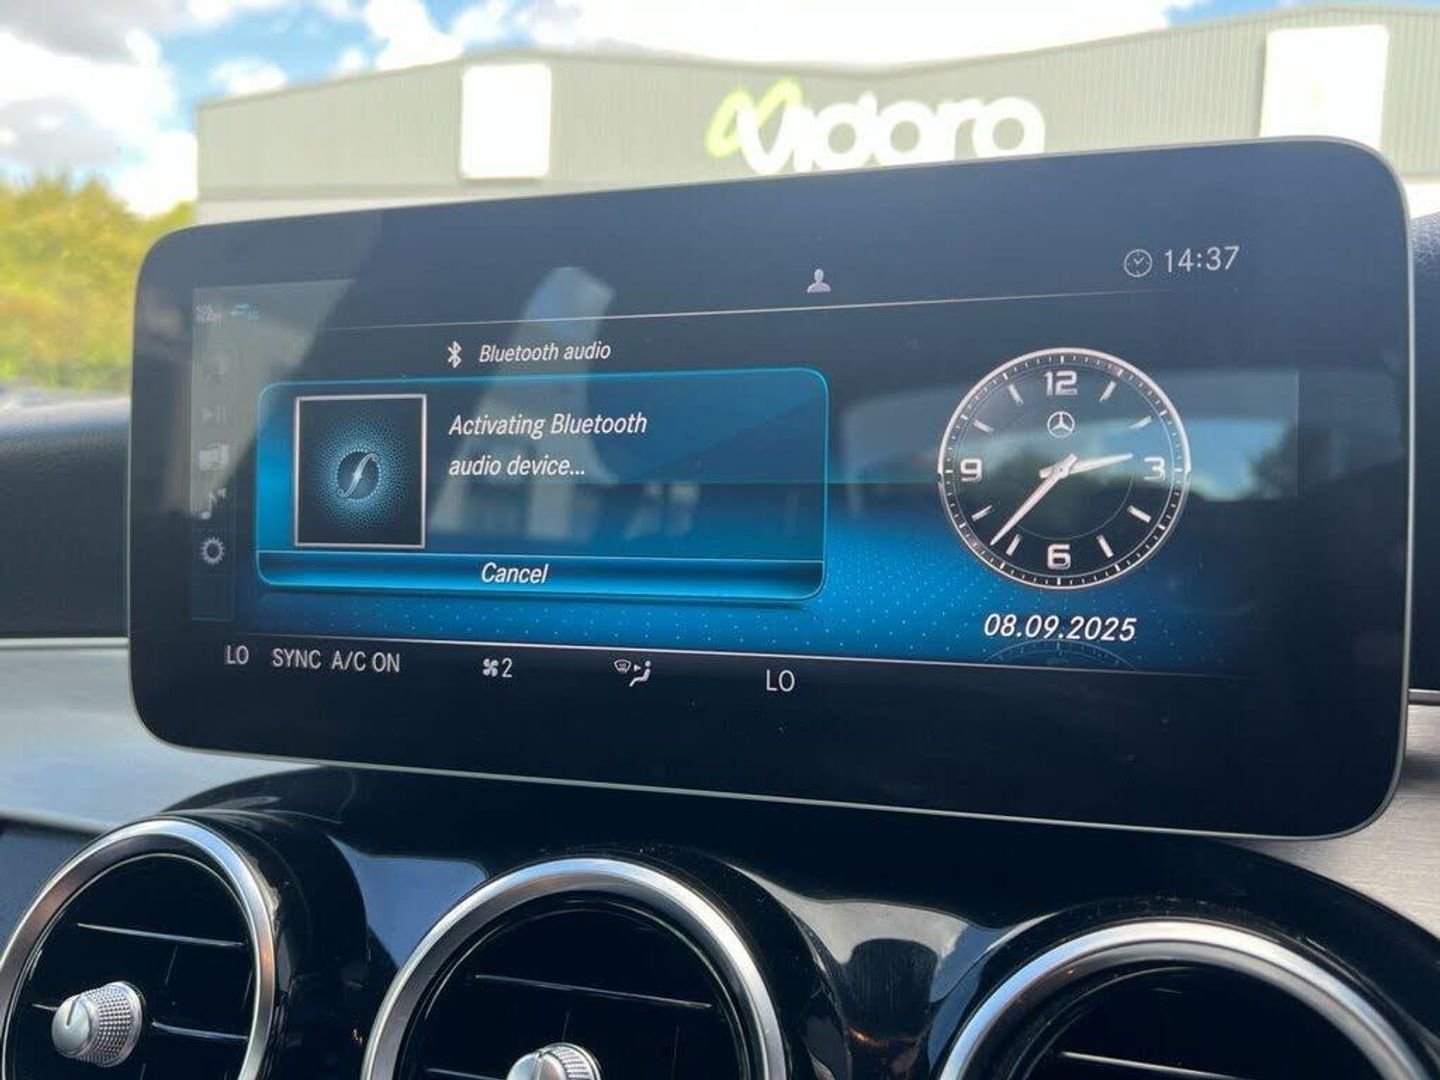 vidora
14:37
Bluetooth audio
Activating Bluetooth
audio device...
Cancel
12
9
3
6
08.09.2025
LO SYNC A/C ON 2 LO